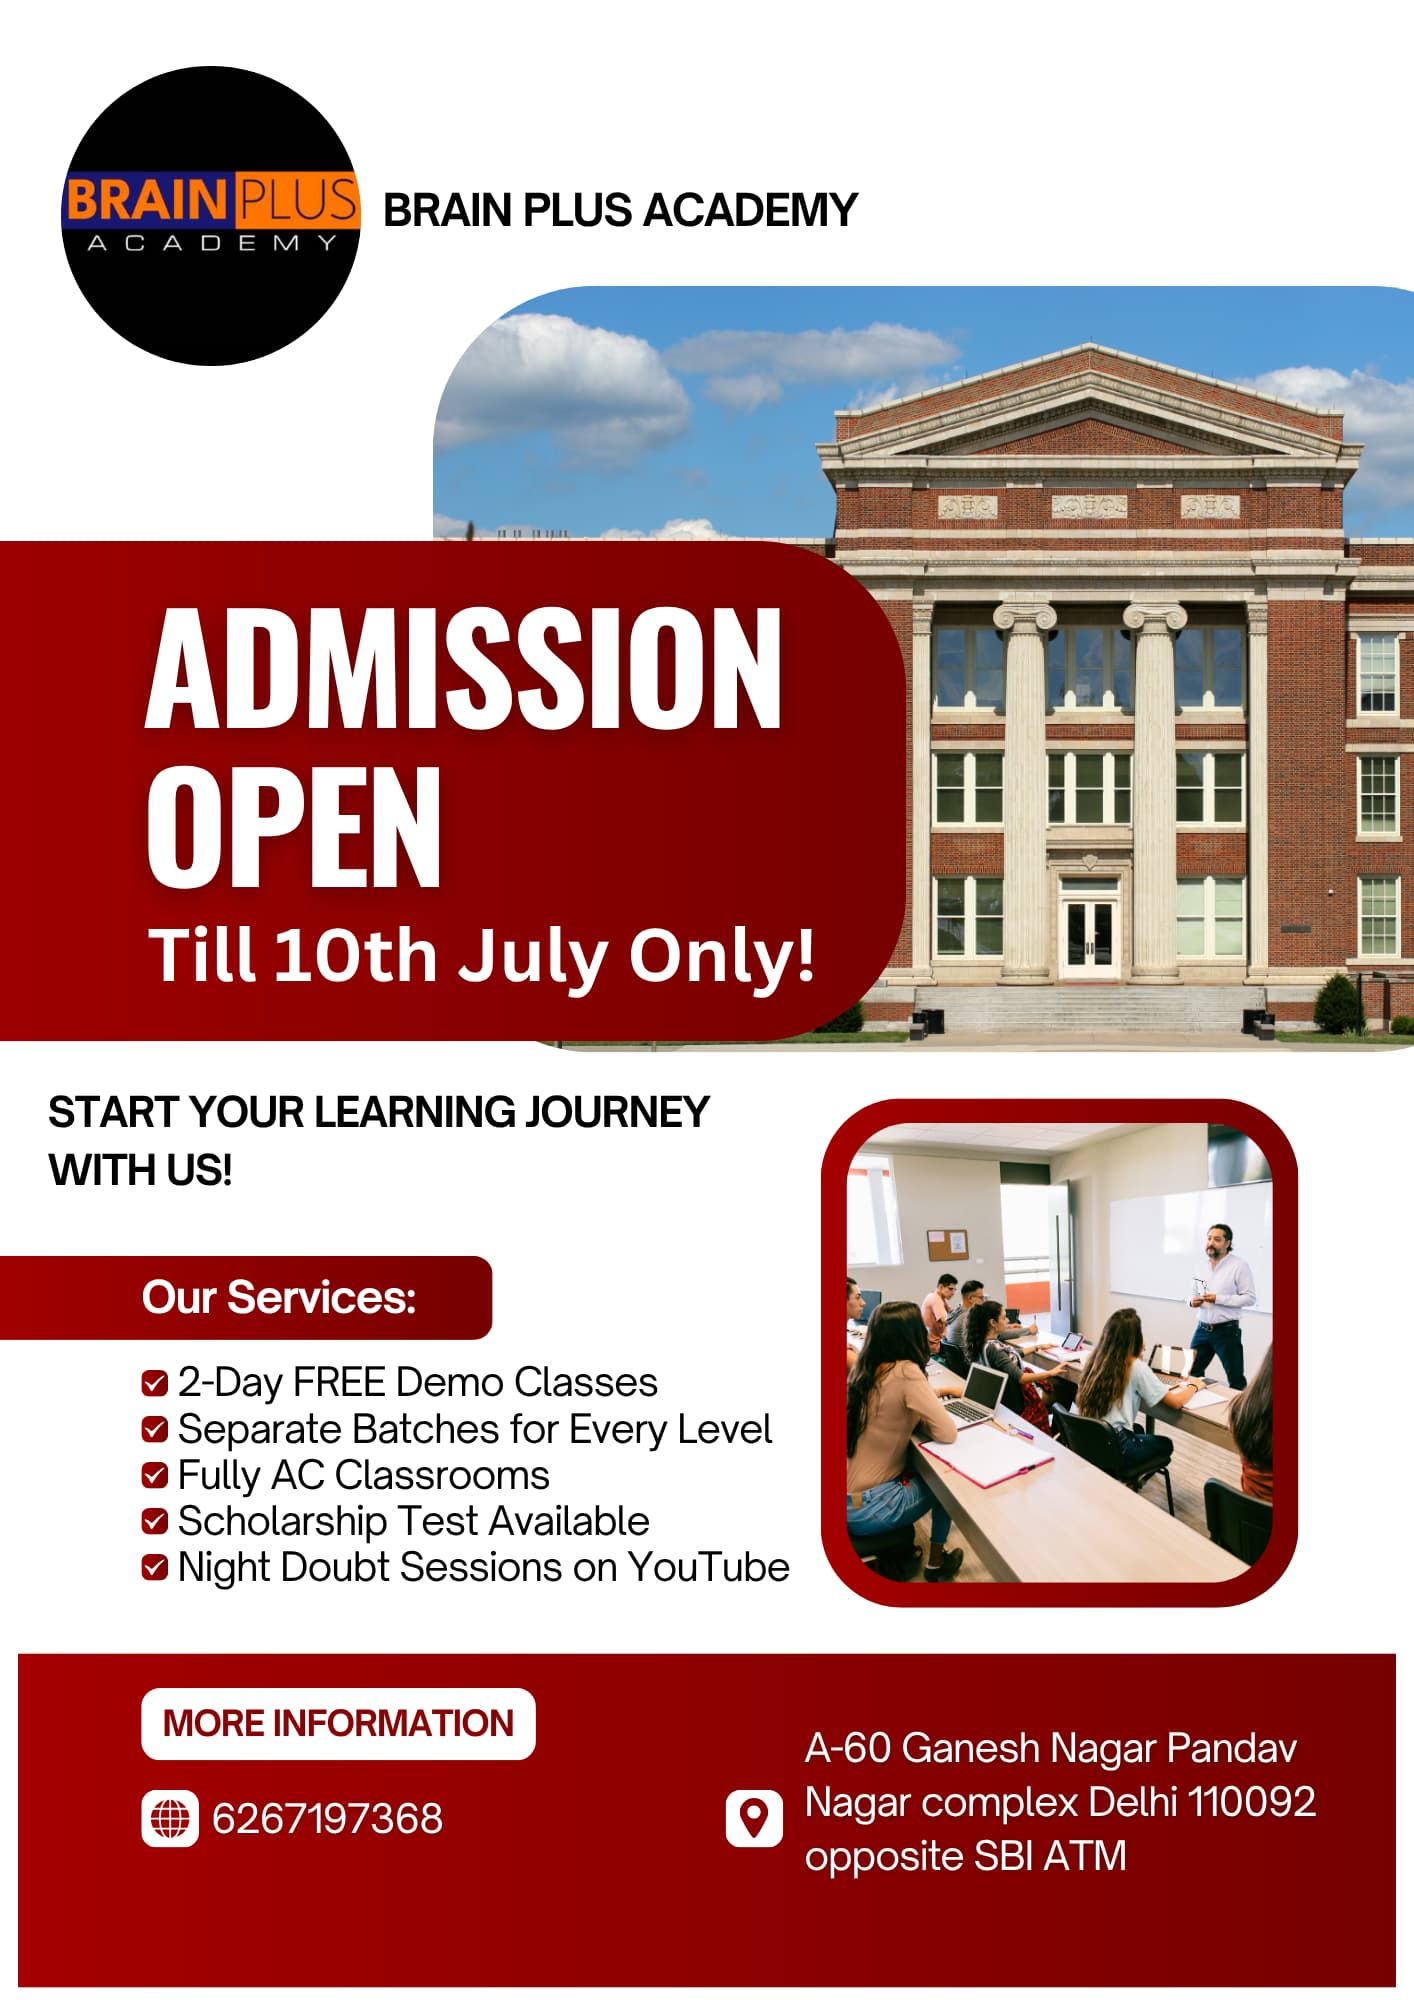 BRAIN PLUS
ACADEMY
BRAIN PLUS ACADEMY
ADMISSION
OPEN
Till 10th July Only!
START YOUR LEARNING JOURNEY
WITH US!
Our Services:
2-Day FREE Demo Classes
Separate Batches for Every Level
Fully AC Classrooms
Scholarship Test Available
Night Doubt Sessions on YouTube
MORE INFORMATION
6267197368
A-60 Ganesh Nagar Pandav
Nagar complex Delhi 110092
opposite SBI ATM